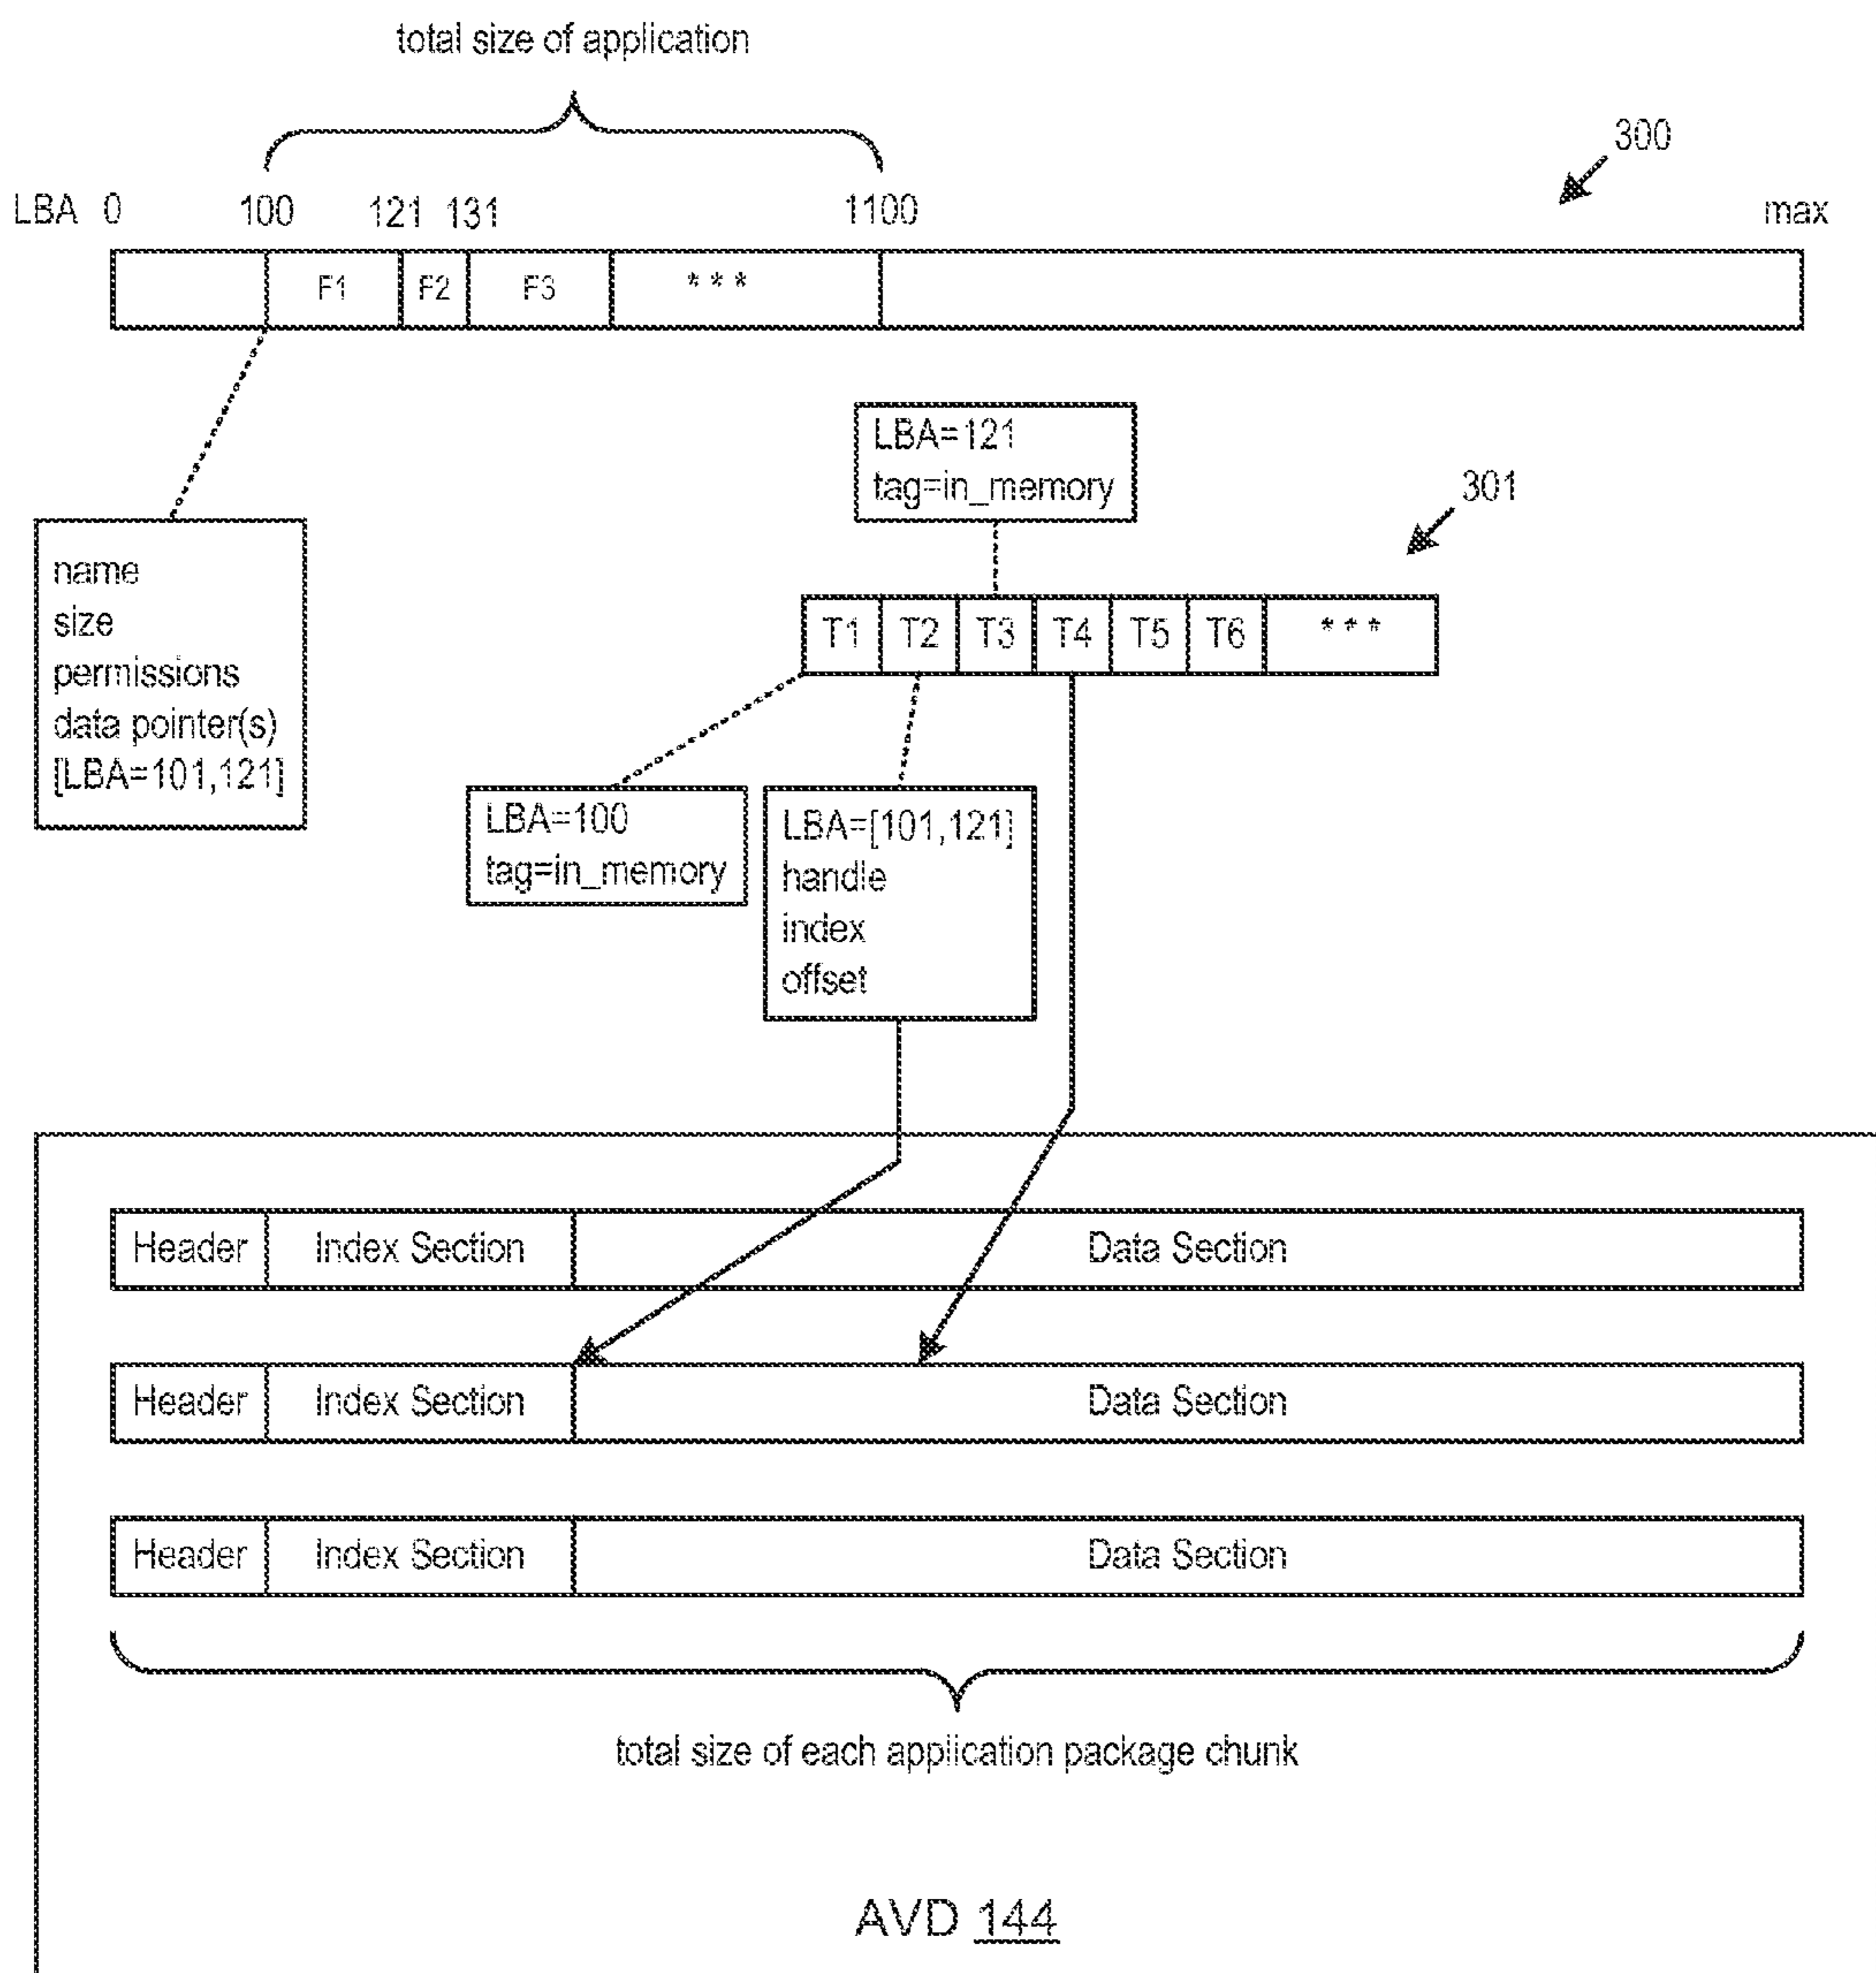 total size of application
300
LBA 0 100 121 131 1100 max
F1 F2 F3 ***
LBA=121
tag=in_memory
301
name
size
permissions
data pointer(s)
[LBA=101,121]
T1 T2 T3 T4 T5 T6 ***
LBA=100
tag=in_memory
LBA=[101,121]
handle
index
offset
Header Index Section Data Section
Header Index Section Data Section
Header Index Section Data Section
total size of each application package chunk
AVD 144